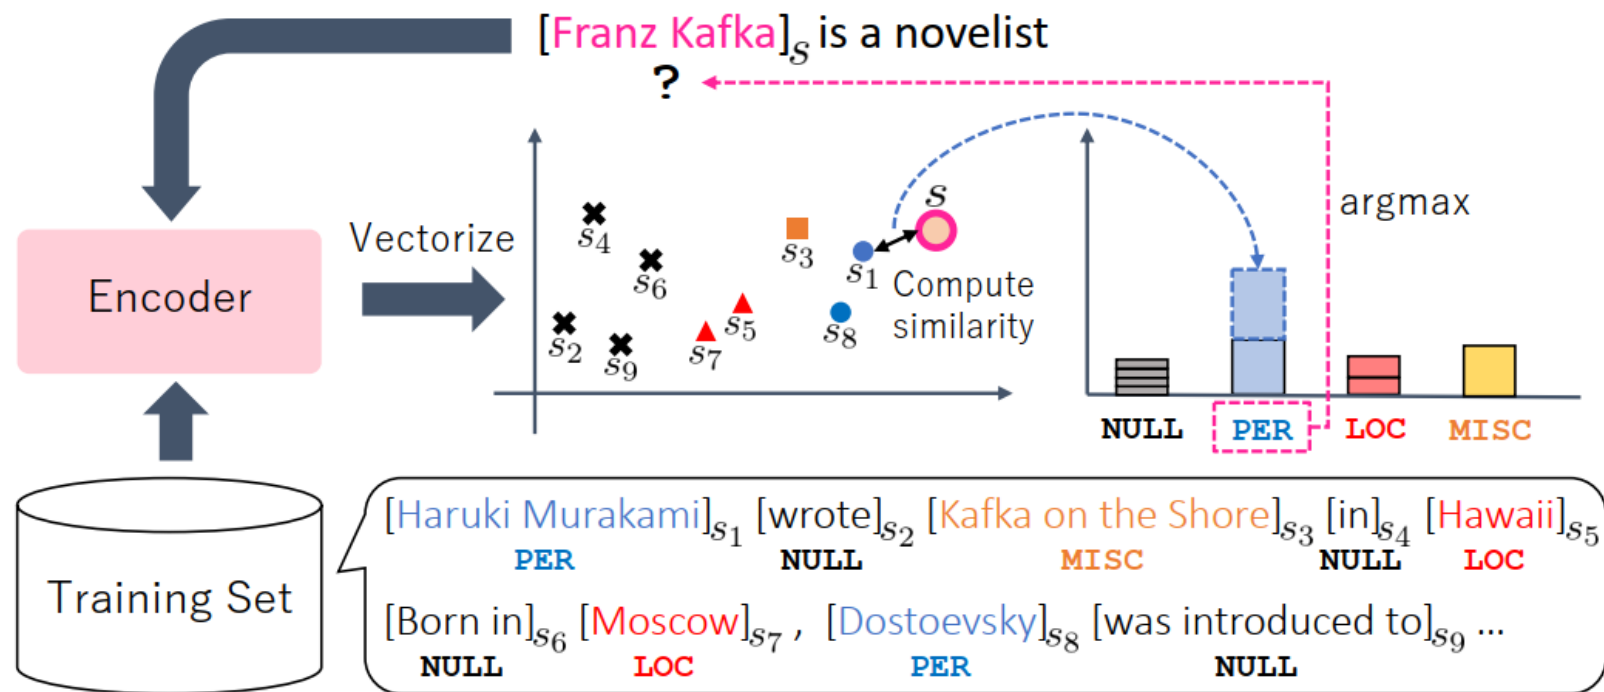 [Franz Kafka]s is a novelist
?
argmax
Vectorize
Encoder
s
s4
s3
s6
s1
Compute
similarity
s5
s8
s2
s7
s9
NULL PER LOC MISC
Training Set
[Haruki Murakami]s1 [wrote]s2 [Kafka on the Shore]s3 [in]s4 [Hawaii]s5
PER NULL MISC NULL LOC
[Born in]s6 [Moscow]s7 , [Dostoevsky]s8 [was introduced to]s9 ...
NULL LOC PER NULL